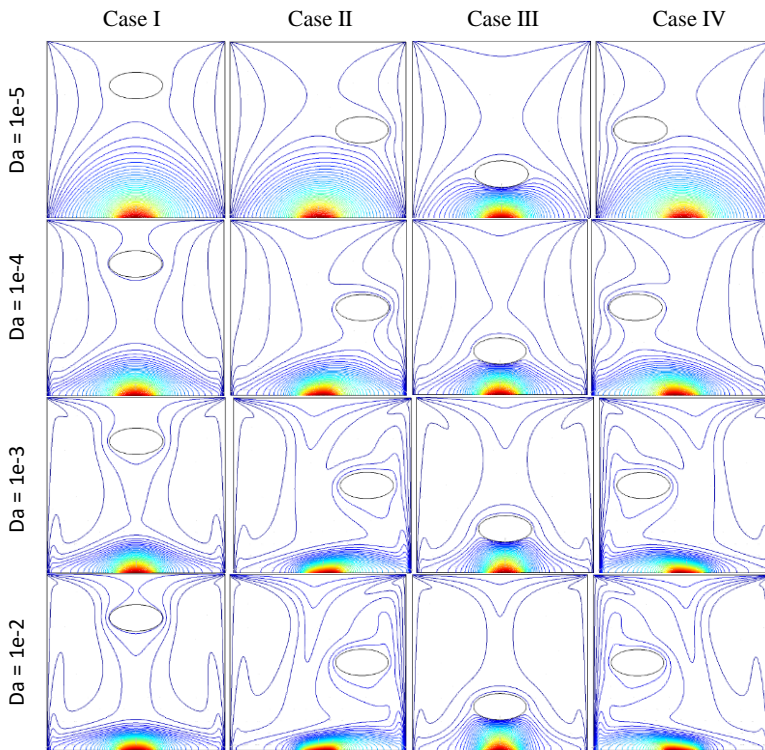 Case I Case II Case III Case IV
Da = 1e-5
Da = 1e-4
Da = 1e-3
Da = 1e-2